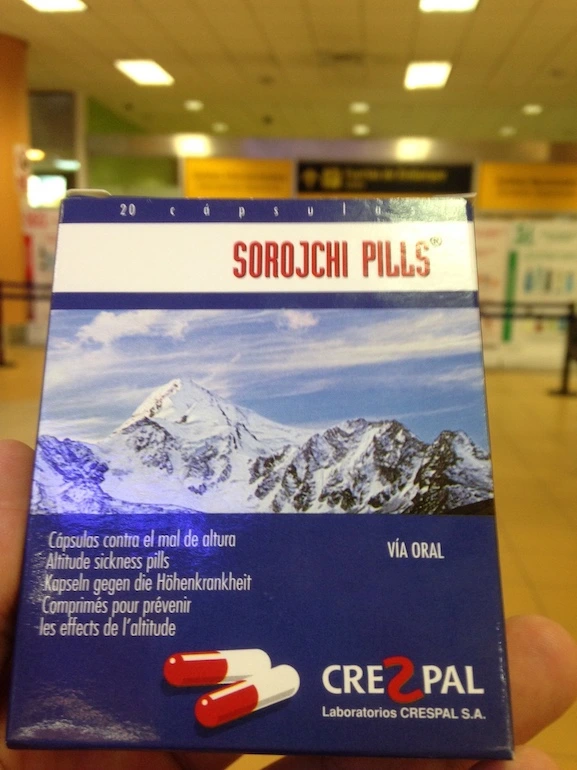 20 cápsula
SOROJCHI PILLS®
Cápsulas contra el mal de altura
Altitude sickness pills
Kapseln gegen die Höhenkrankheit
Comprimés pour prévenir
les effects de l'altitude
VÍA ORAL
CRESPAL
Laboratorios CRESPAL S.A.